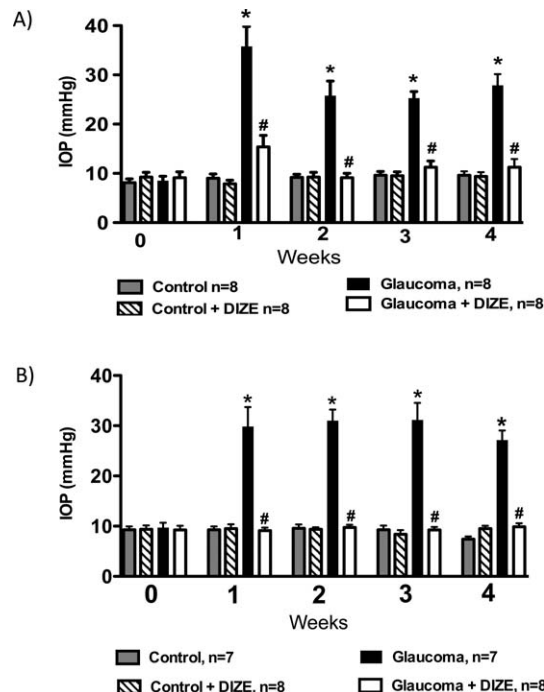 A)
40
* * * *
30
20
10
0
# # # #
IOP (mmHg)
0 1 2 3 4
Weeks
Control n=8 Glaucoma, n=8
Control + DIZE n=8 Glaucoma + DIZE, n=8
B)
40
* * * *
30
20
10
0
# # # #
IOP (mmHg)
0 1 2 3 4
Weeks
Control, n=7 Glaucoma, n=7
Control + DIZE, n=8 Glaucoma + DIZE, n=8